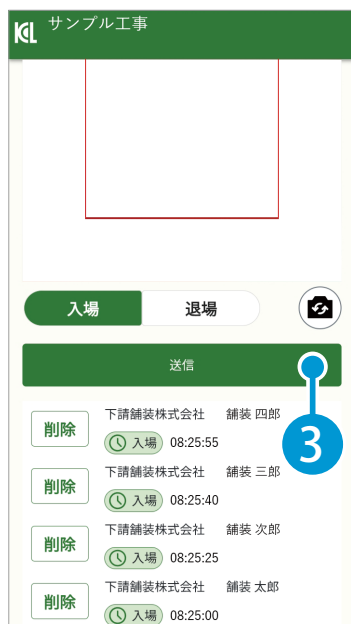 KCL サンプル工事
入場 退場
送信
3
削除 下請舗装株式会社 舗装 四郎
入場 08:25:55
削除 下請舗装株式会社 舗装 三郎
入場 08:25:40
削除 下請舗装株式会社 舗装 次郎
入場 08:25:25
削除 下請舗装株式会社 舗装 太郎
入場 08:25:00